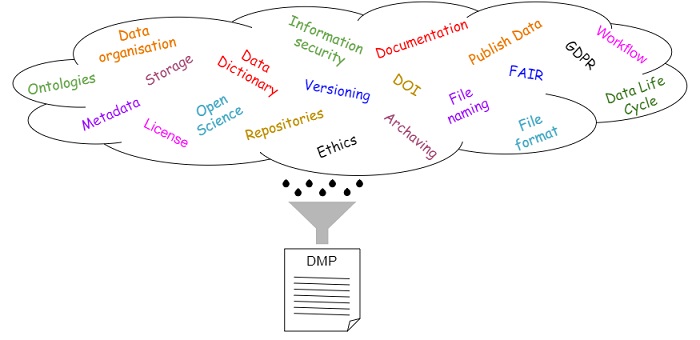 Data
organisation
Information
security
Documentation
Publish Data
Workflow
GDPR
Ontologies
Storage
Data
Dictionary
Versioning
DOI
FAIR
File
naming
Data Life
Cycle
Metadata
License
Open
Science
Repositories
Ethics
Archaving
File
format
DMP